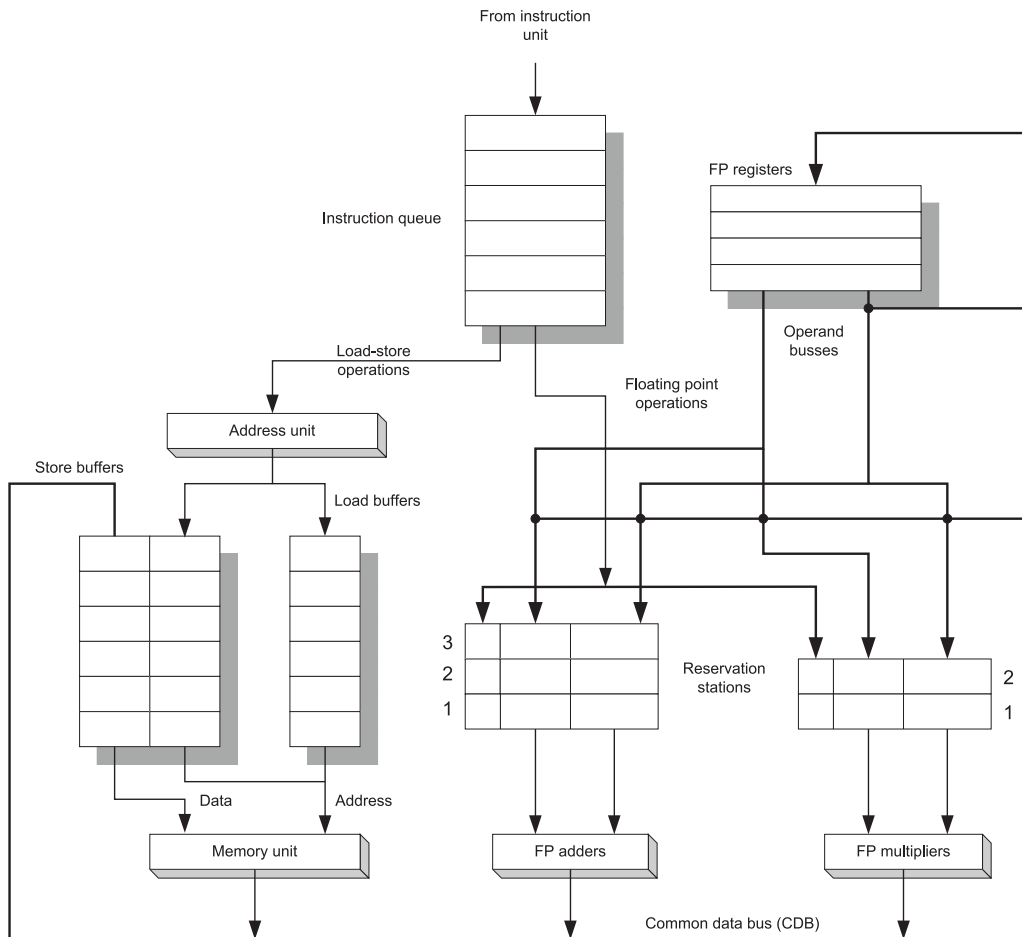 From instruction
unit
FP registers
Instruction queue
Operand
busses
Load-store
operations
Floating point
operations
Address unit
Store buffers
Load buffers
3
2
1
Reservation
stations
2
1
Data
Address
Memory unit
FP adders
FP multipliers
Common data bus (CDB)